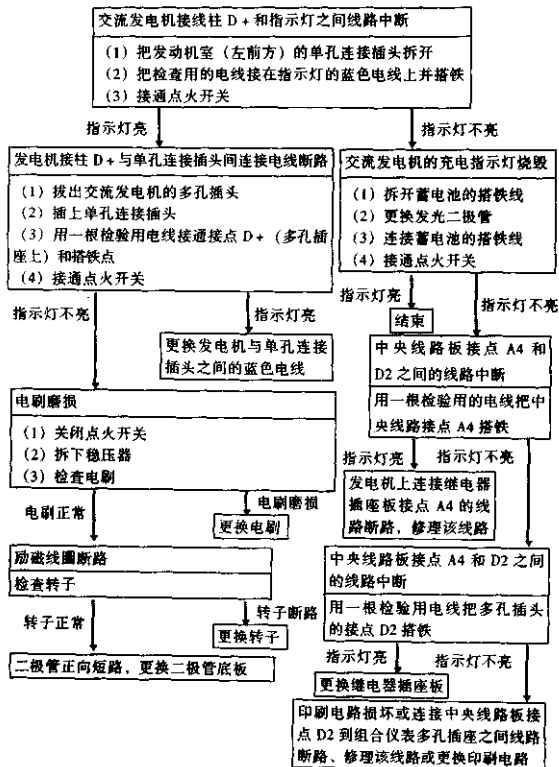 交流发电机接线柱 D+和指示灯之间线路中断
(1) 把发动机室（左前方）的单孔连接插头拆开
(2) 把检查用的电线接在指示灯的蓝色电线上并搭铁
(3) 接通点火开关
指示灯亮
指示灯不亮
发电机接柱 D+与单孔连接插头间连接电线断路
(1) 拔出交流发电机的多孔插头
(2) 插上单孔连接插头
(3) 用一根检验用电线接通接点 D+（多孔插
座上）和搭铁点
(4) 接通点火开关
指示灯不亮
指示灯亮
更换发电机与单孔连接
插头之间的蓝色电线
电刷磨损
(1) 关闭点火开关
(2) 拆下稳压器
(3) 检查电刷
电刷正常
电刷磨损
更换电刷
励磁线圈断路
检查转子
转子正常
转子断路
更换转子
二极管正向短路，更换二极管底板
交流发电机的充电指示灯烧毁
(1) 拆开蓄电池的搭铁线
(2) 更换发光二极管
(3) 连接蓄电池的搭铁线
(4) 接通点火开关
指示灯亮
指示灯不亮
结束
中央线路板接点 A4 和
D2 之间的线路中断
用一根检验用的电线把中
央线路接点 A4 搭铁
指示灯亮
指示灯不亮
发电机上连接继电器
插座板接点 A4 的线
路断路、修理该线路
中央线路板接点 A4 和 D2 之间
的线路中断
用一根检验用电线把多孔插头
的接点 D2 搭铁
指示灯亮
指示灯不亮
更换继电器插座板
印刷电路损坏或连接中央线路板接
点 D2 到组合仪表多孔插座之间线路
断路、修理该线路或更换印刷电路